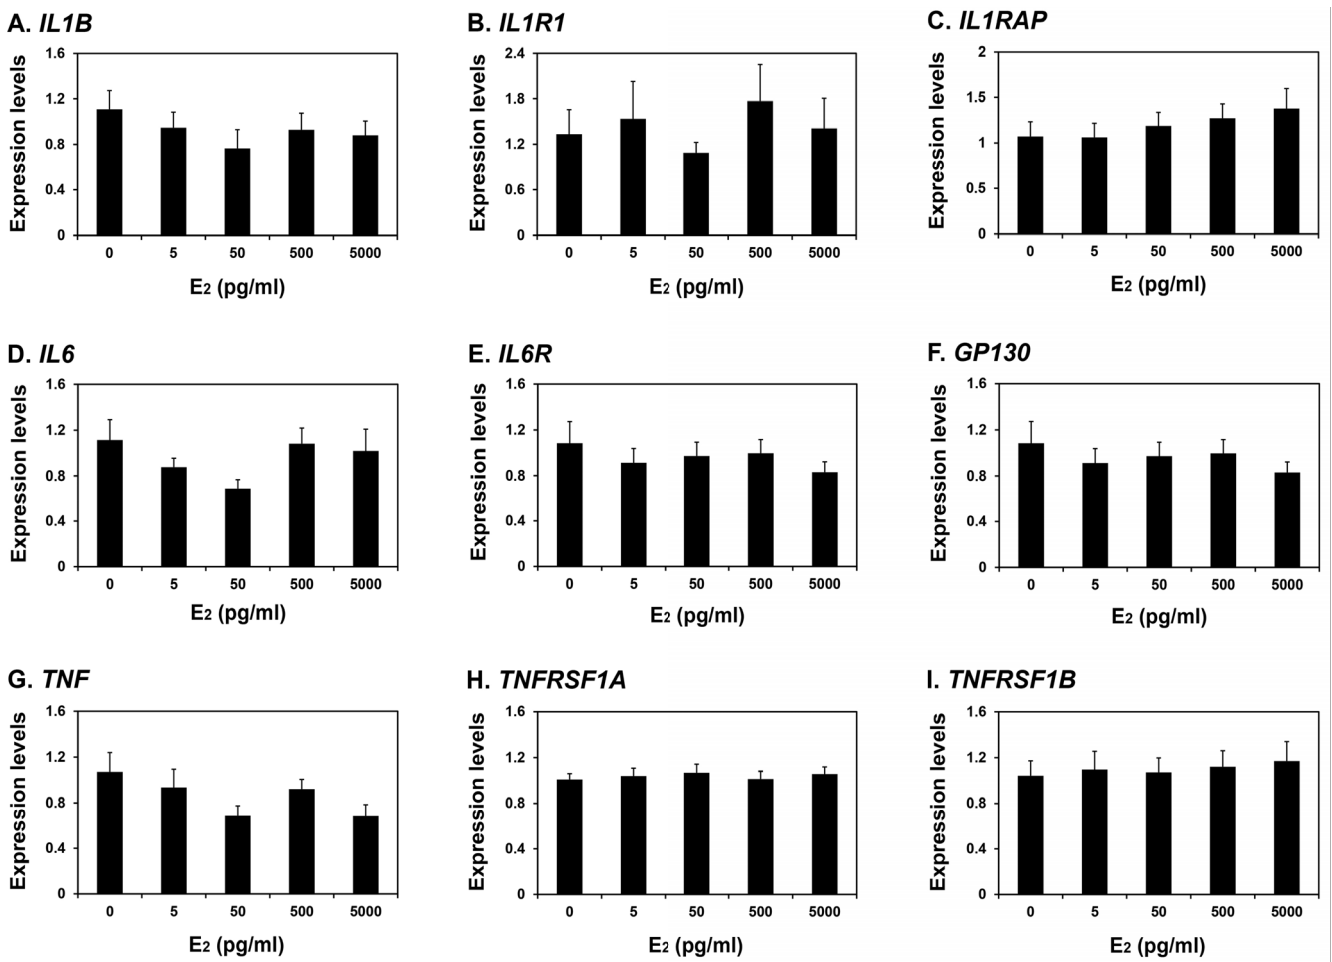 A. IL1B
B. IL1R1
C. IL1RAP
Expression levels
1.6
1.2
0.8
0.4
0
0 5 50 500 5000
E2 (pg/ml)
Expression levels
2.4
1.8
1.2
0.6
0
0 5 50 500 5000
E2 (pg/ml)
Expression levels
2
1.5
1
0.5
0
0 5 50 500 5000
E2 (pg/ml)
D. IL6
E. IL6R
F. GP130
Expression levels
1.6
1.2
0.8
0.4
0
0 5 50 500 5000
E2 (pg/ml)
Expression levels
1.6
1.2
0.8
0.4
0
0 5 50 500 5000
E2 (pg/ml)
Expression levels
1.6
1.2
0.8
0.4
0
0 5 50 500 5000
E2 (pg/ml)
G. TNF
H. TNFRSF1A
I. TNFRSF1B
Expression levels
1.6
1.2
0.8
0.4
0
0 5 50 500 5000
E2 (pg/ml)
Expression levels
1.6
1.2
0.8
0.4
0
0 5 50 500 5000
E2 (pg/ml)
Expression levels
1.6
1.2
0.8
0.4
0
0 5 50 500 5000
E2 (pg/ml)